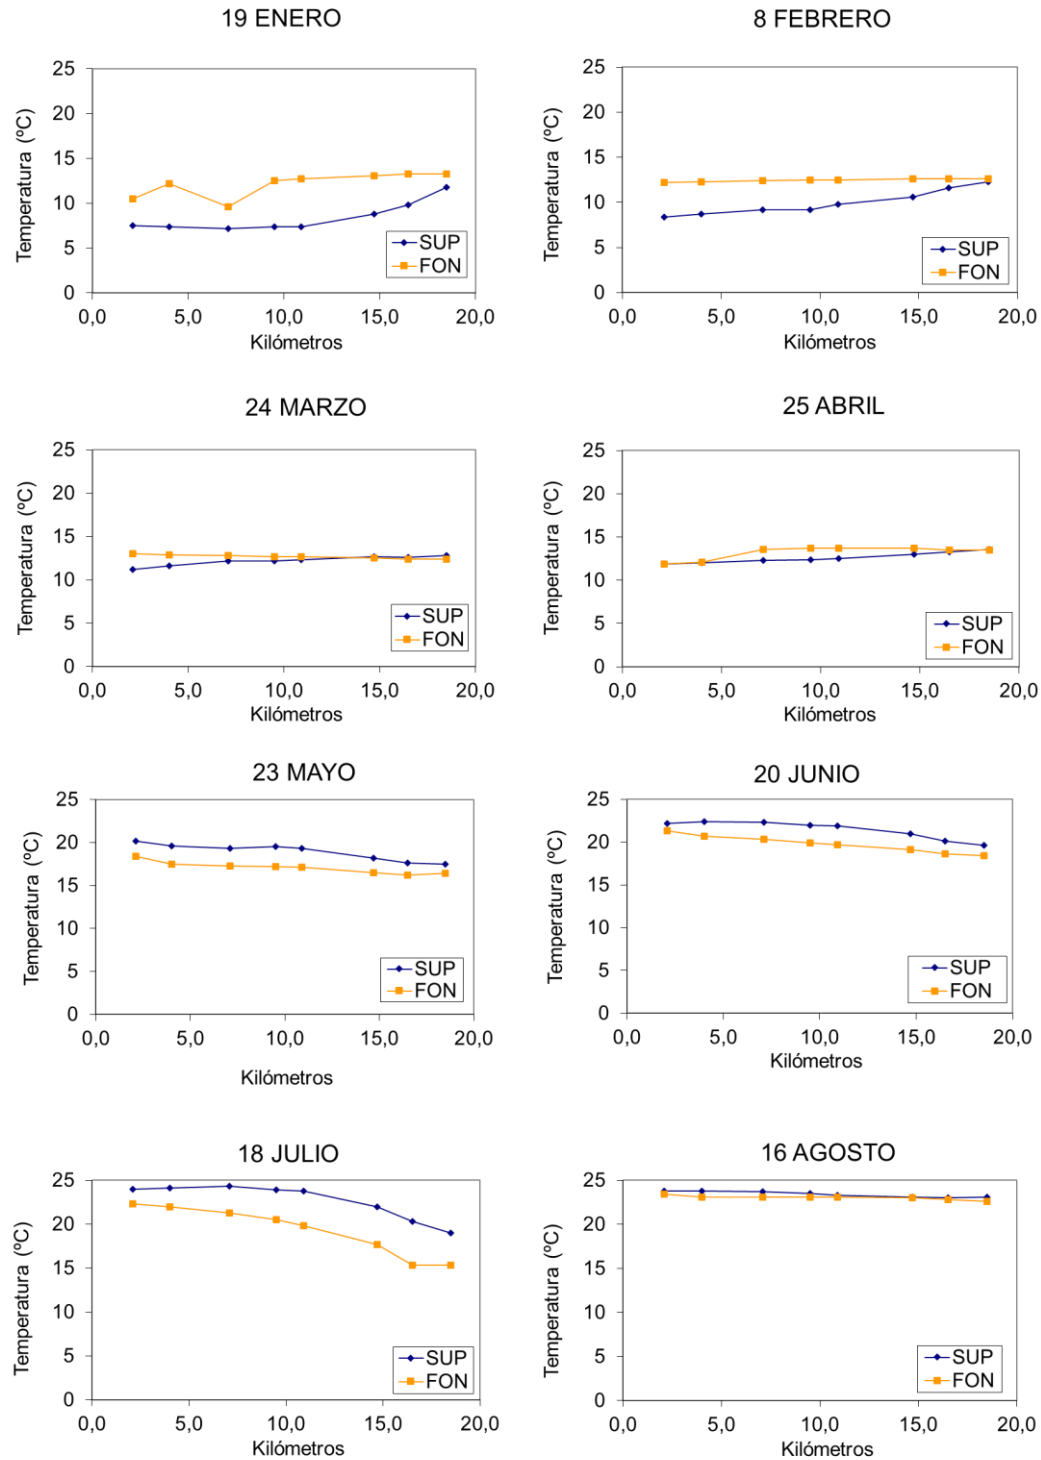 19 ENERO
25
20
15
10
5
0
Temperatura (ºC)
SUP
FON
0,0 5,0 10,0 15,0 20,0
Kilómetros
8 FEBRERO
25
20
15
10
5
0
Temperatura (ºC)
SUP
FON
0,0 5,0 10,0 15,0 20,0
Kilómetros
24 MARZO
25
20
15
10
5
0
Temperatura (ºC)
SUP
FON
0,0 5,0 10,0 15,0 20,0
Kilómetros
25 ABRIL
25
20
15
10
5
0
Temperatura (ºC)
SUP
FON
0,0 5,0 10,0 15,0 20,0
Kilómetros
23 MAYO
25
20
15
10
5
0
Temperatura (ºC)
SUP
FON
0,0 5,0 10,0 15,0 20,0
Kilómetros
20 JUNIO
25
20
15
10
5
0
Temperatura (ºC)
SUP
FON
0,0 5,0 10,0 15,0 20,0
Kilómetros
18 JULIO
25
20
15
10
5
0
Temperatura (ºC)
SUP
FON
0,0 5,0 10,0 15,0 20,0
Kilómetros
16 AGOSTO
25
20
15
10
5
0
Temperatura (ºC)
SUP
FON
0,0 5,0 10,0 15,0 20,0
Kilómetros